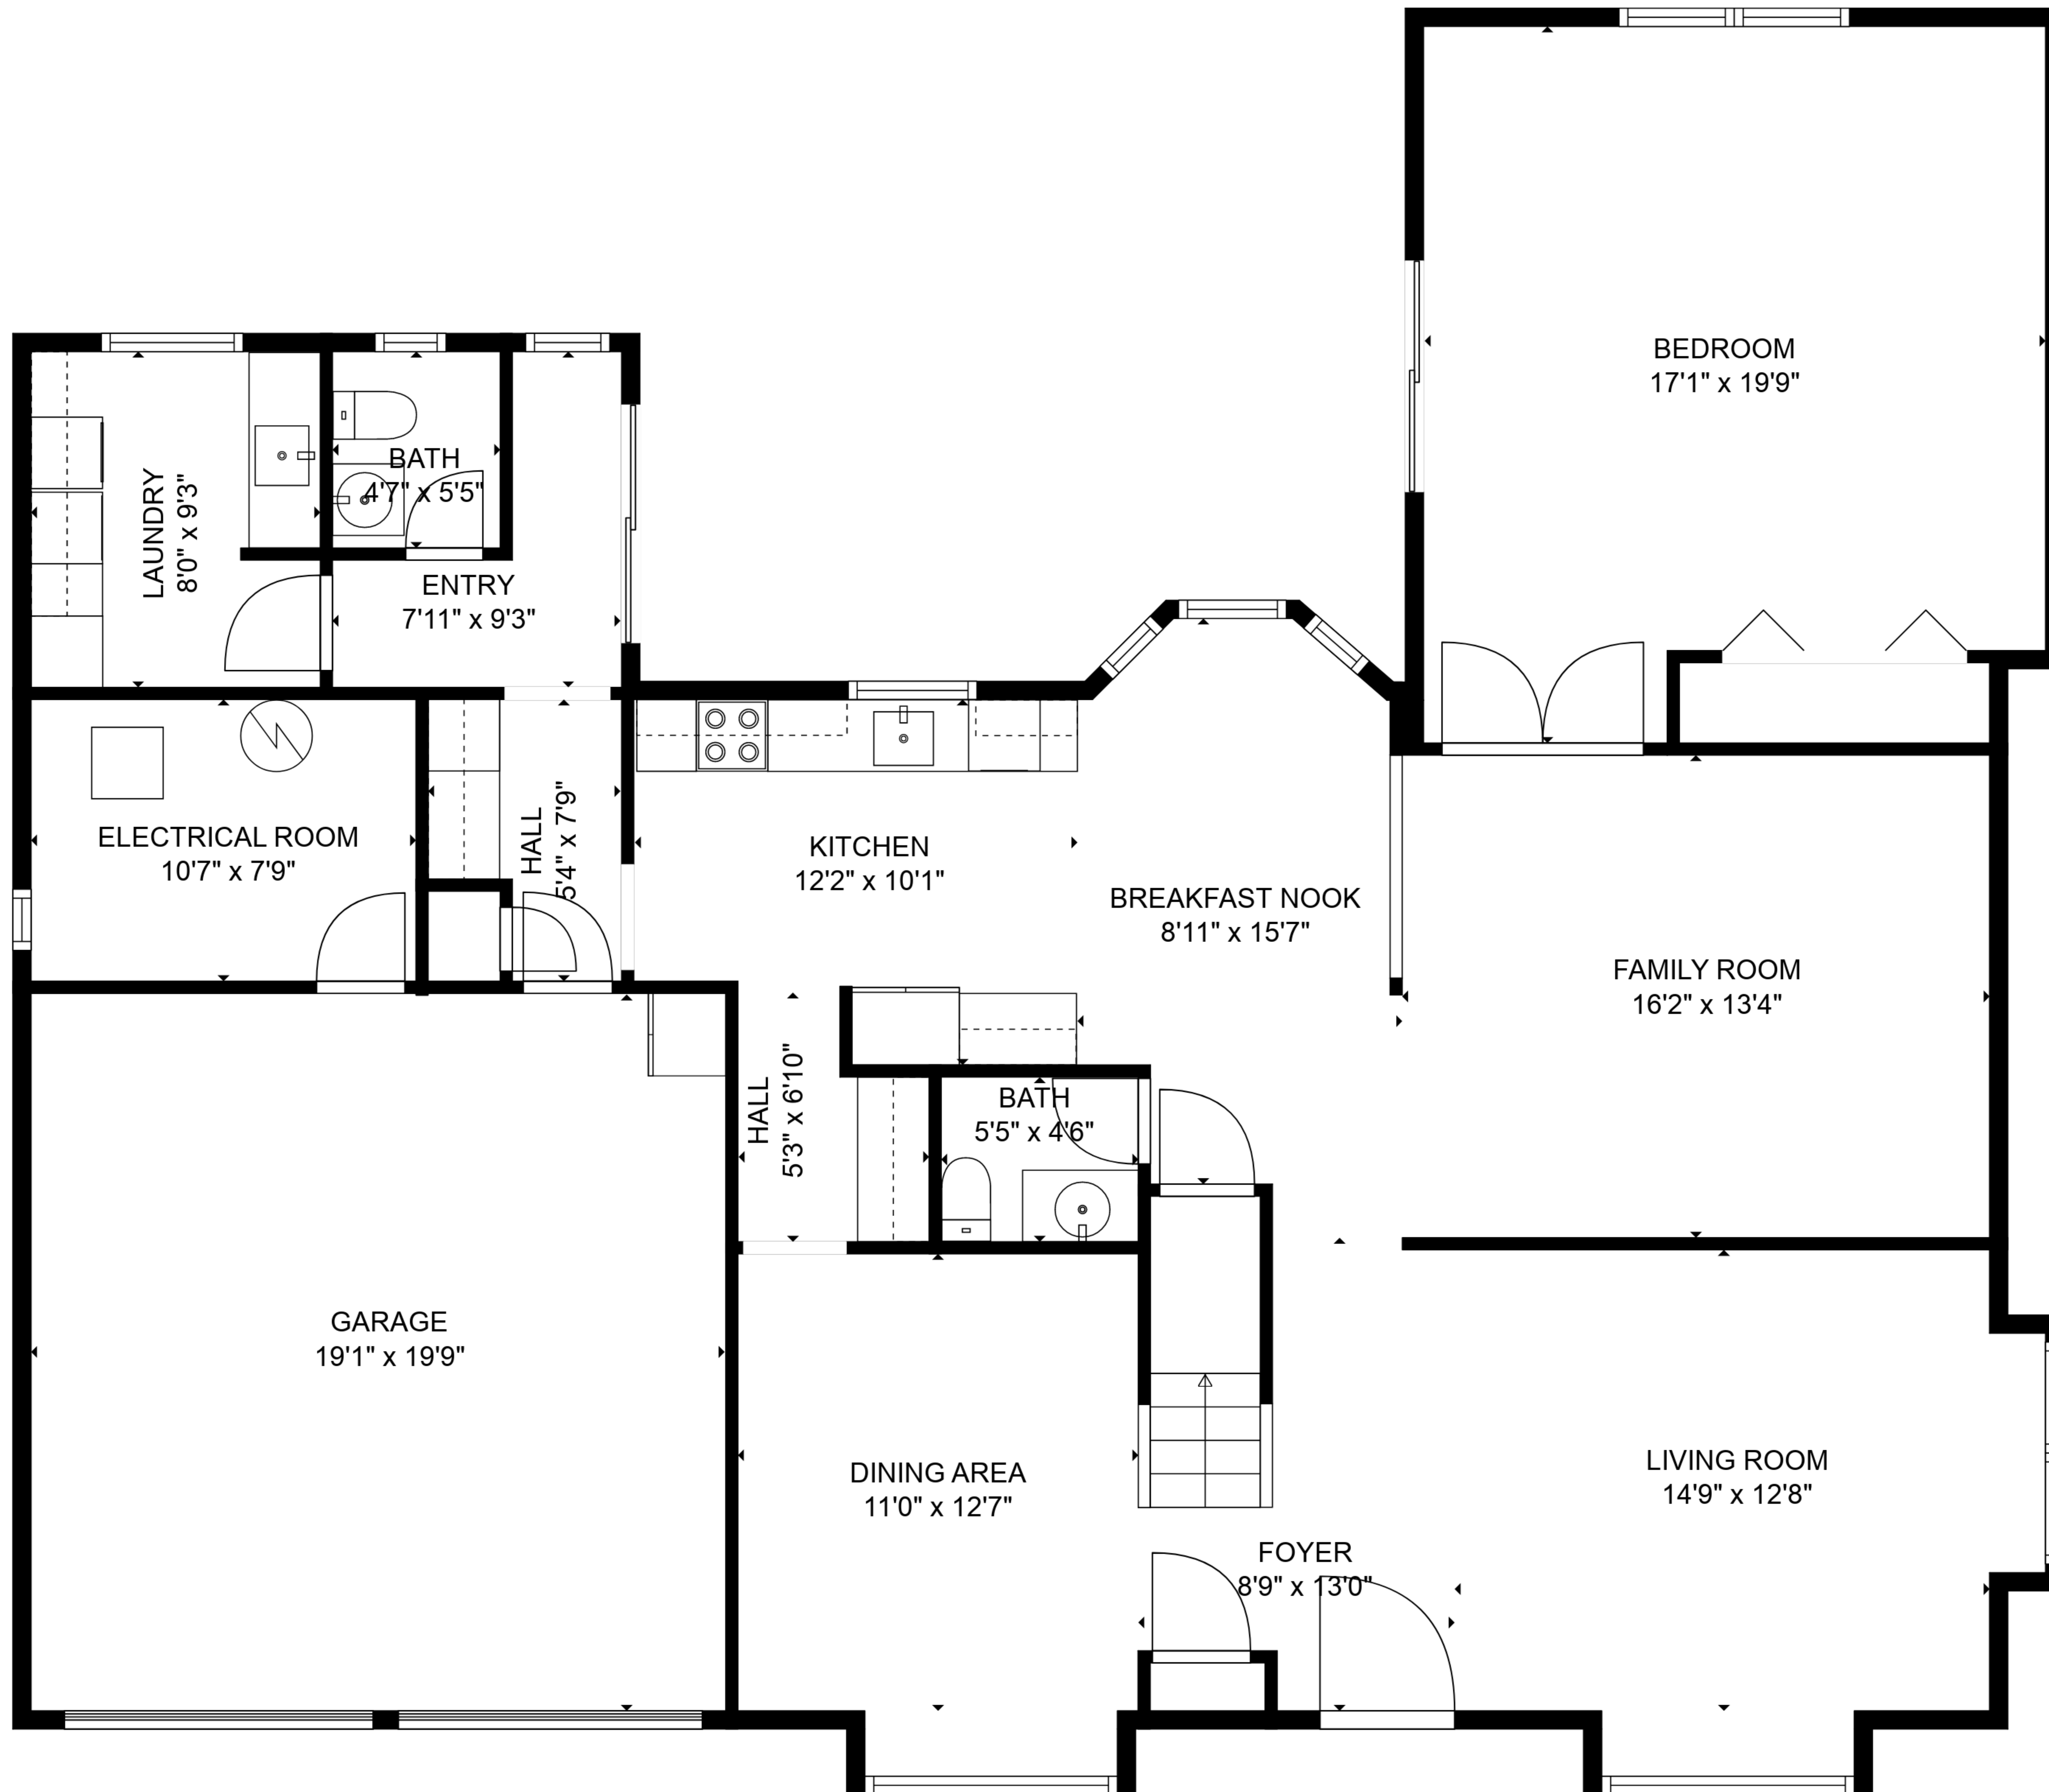 BEDROOM
17'1" x 19'9"
BATH
4'7" x 5'5"
LAUNDRY
8'0" x 9'3"
ENTRY
7'11" x 9'3"
ELECTRICAL ROOM
10'7" x 7'9"
HALL
5'4" x 7'9"
KITCHEN
12'2" x 10'1"
BREAKFAST NOOK
8'11" x 15'7"
FAMILY ROOM
16'2" x 13'4"
HALL
5'3" x 6'10"
BATH
5'5" x 4'6"
GARAGE
19'1" x 19'9"
DINING AREA
11'0" x 12'7"
LIVING ROOM
14'9" x 12'8"
FOYER
8'9" x 13'0"